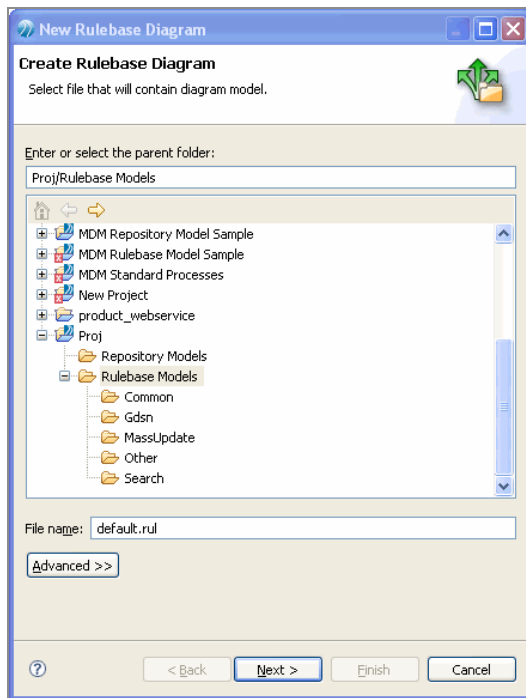 New Rulebase Diagram
Create Rulebase Diagram
Select file that will contain diagram model.
Enter or select the parent folder:
Proj/Rulebase Models
MDM Repository Model Sample
MDM Rulebase Model Sample
MDM Standard Processes
New Project
product_webservice
Proj
Repository Models
Rulebase Models
Common
Gdsn
MassUpdate
Other
Search
File name: default.rul
Advanced >>
? < Back Next > Finish Cancel